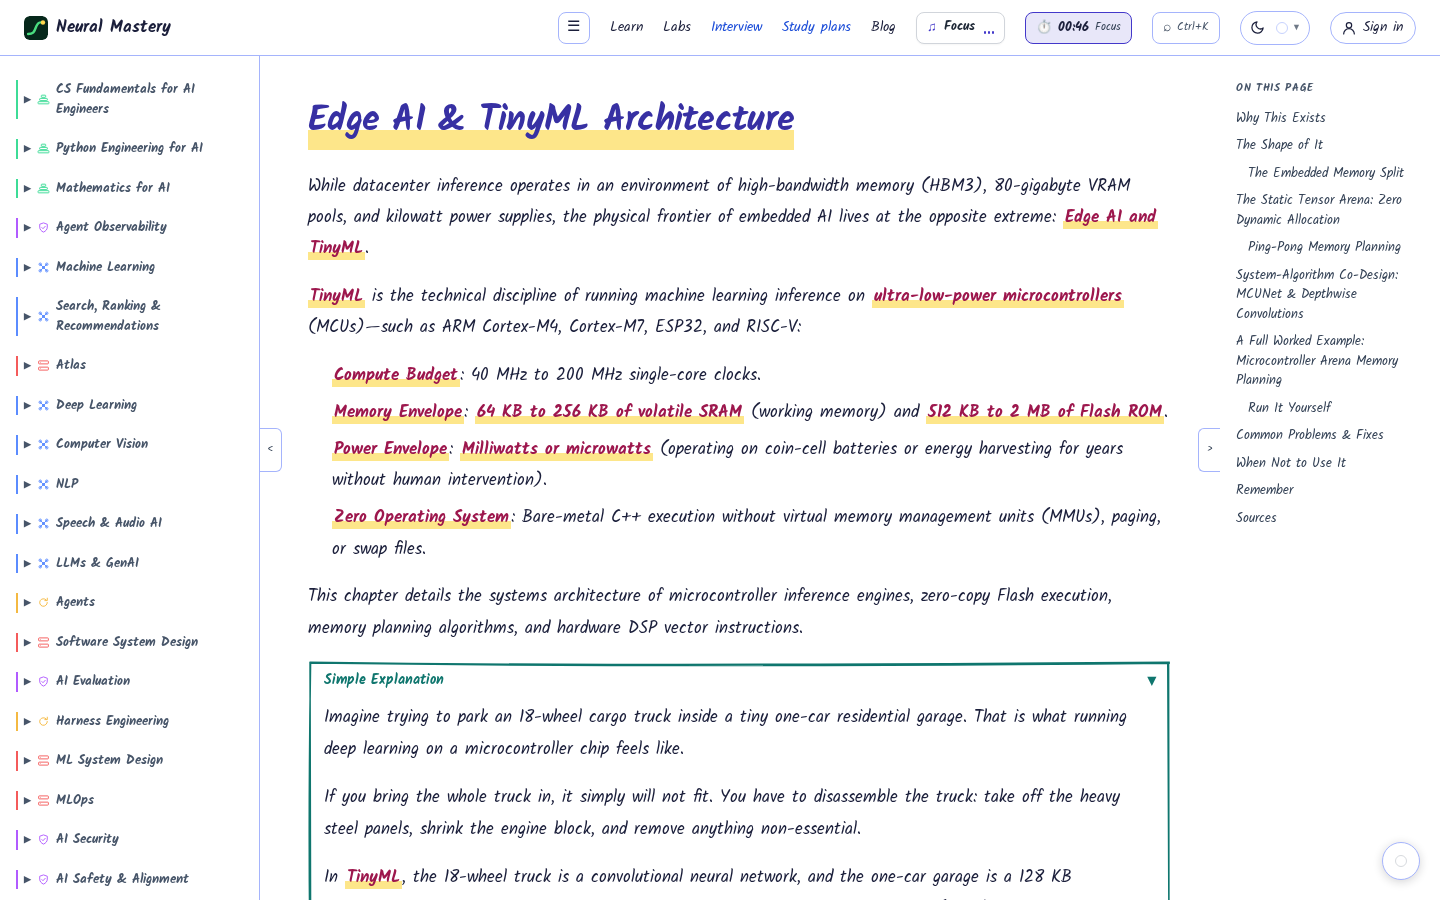 Neural Mastery
☰ Learn Labs Interview Study plans Blog ♫ Focus ... 00:46 Focus Ctrl+K Sign in
CS Fundamentals for AI
Engineers
Python Engineering for AI
Mathematics for AI
Agent Observability
Machine Learning
Search, Ranking &
Recommendations
Atlas
Deep Learning
Computer Vision
NLP
Speech & Audio AI
LLMs & GenAI
Agents
Software System Design
AI Evaluation
Harness Engineering
ML System Design
MLOps
AI Security
AI Safety & Alignment
<
Edge AI & TinyML Architecture
While datacenter inference operates in an environment of high-bandwidth memory (HBM3), 80-gigabyte VRAM
pools, and kilowatt power supplies, the physical frontier of embedded AI lives at the opposite extreme: Edge AI and
TinyML.
TinyML is the technical discipline of running machine learning inference on ultra-low-power microcontrollers
(MCUs)—such as ARM Cortex-M4, Cortex-M7, ESP32, and RISC-V:
Compute Budget: 40 MHz to 200 MHz single-core clocks.
Memory Envelope: 64 KB to 256 KB of volatile SRAM (working memory) and 512 KB to 2 MB of Flash ROM.
Power Envelope: Milliwatts or microwatts (operating on coin-cell batteries or energy harvesting for years
without human intervention).
Zero Operating System: Bare-metal C++ execution without virtual memory management units (MMUs), paging,
or swap files.
This chapter details the systems architecture of microcontroller inference engines, zero-copy Flash execution,
memory planning algorithms, and hardware DSP vector instructions.
Simple Explanation
Imagine trying to park an 18-wheel cargo truck inside a tiny one-car residential garage. That is what running
deep learning on a microcontroller chip feels like.
If you bring the whole truck in, it simply will not fit. You have to disassemble the truck: take off the heavy
steel panels, shrink the engine block, and remove anything non-essential.
In TinyML, the 18-wheel truck is a convolutional neural network, and the one-car garage is a 128 KB
>
ON THIS PAGE
Why This Exists
The Shape of It
The Embedded Memory Split
The Static Tensor Arena: Zero
Dynamic Allocation
Ping-Pong Memory Planning
System-Algorithm Co-Design:
MCUNet & Depthwise
Convolutions
A Full Worked Example:
Microcontroller Arena Memory
Planning
Run It Yourself
Common Problems & Fixes
When Not to Use It
Remember
Sources